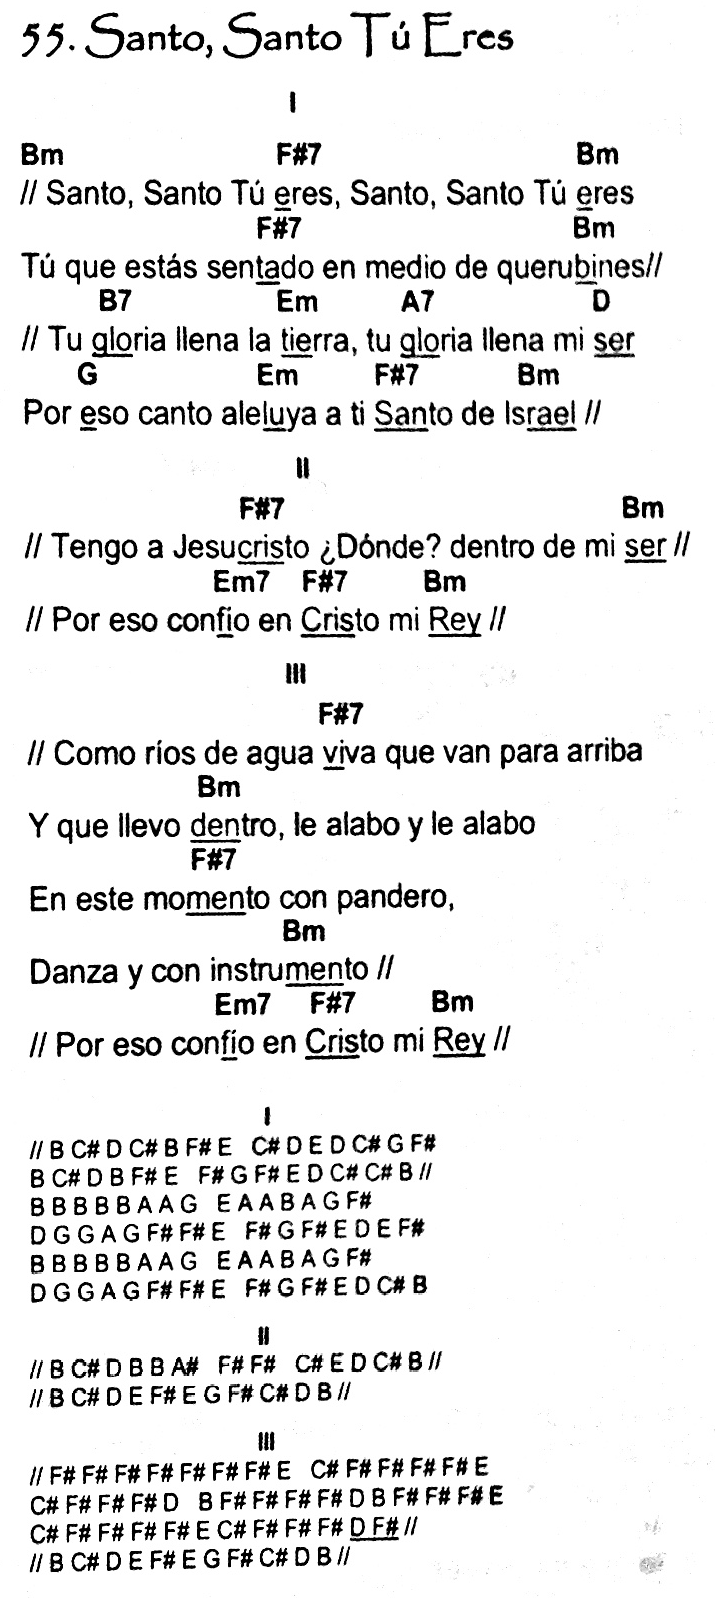 55. Santo, Santo Tú Eres
I
Bm F#7 Bm
// Santo, Santo Tú eres, Santo, Santo Tú eres
F#7 Bm
Tú que estás sentado en medio de querubines//
B7 Em A7 D
// Tu gloria llena la tierra, tu gloria llena mi ser
G Em F#7 Bm
Por eso canto aleluya a ti Santo de Israel //
II
F#7 Bm
// Tengo a Jesucristo ¿Dónde? dentro de mi ser //
Em7 F#7 Bm
// Por eso confío en Cristo mi Rey //
III
F#7
// Como ríos de agua viva que van para arriba
Bm
Y que llevo dentro, le alabo y le alabo
F#7
En este momento con pandero,
Bm
Danza y con instrumento //
Em7 F#7 Bm
// Por eso confío en Cristo mi Rey //
I
// B C# D C# B F# E C# D E D C# G F#
B C# D B F# E F# G F# E D C# C# B //
B B B B B A A G E A A B A G F#
D G G A G F# F# E F# G F# E D E F#
B B B B B A A G E A A B A G F#
D G G A G F# F# E F# G F# E D C# B
II
// B C# D B B A# F# F# C# E D C# B //
// B C# D E F# E G F# C# D B //
III
// F# F# F# F# F# F# F# E C# F# F# F# F# E
C# F# F# F# D B F# F# F# F# D B F# F# F# E
C# F# F# F# F# E C# F# F# F# D F# //
// B C# D E F# E G F# C# D B //